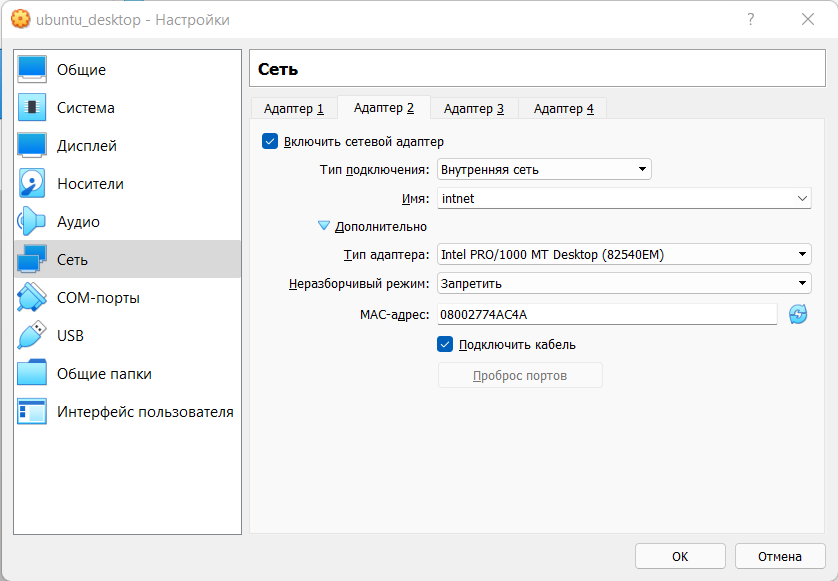 ubuntu_desktop - Настройки
?
Общие
Система
Дисплей
Носители
Аудио
Сеть
COM-порты
USB
Общие папки
Интерфейс пользователя
Сеть
Адаптер 1 Адаптер 2 Адаптер 3 Адаптер 4
Включить сетевой адаптер
Тип подключения: Внутренняя сеть
Имя: intnet
Дополнительно
Тип адаптера: Intel PRO/1000 MT Desktop (82540EM)
Неразборчивый режим: Запретить
MAC-адрес: 08002774AC4A
Подключить кабель
Проброс портов
OK Отмена